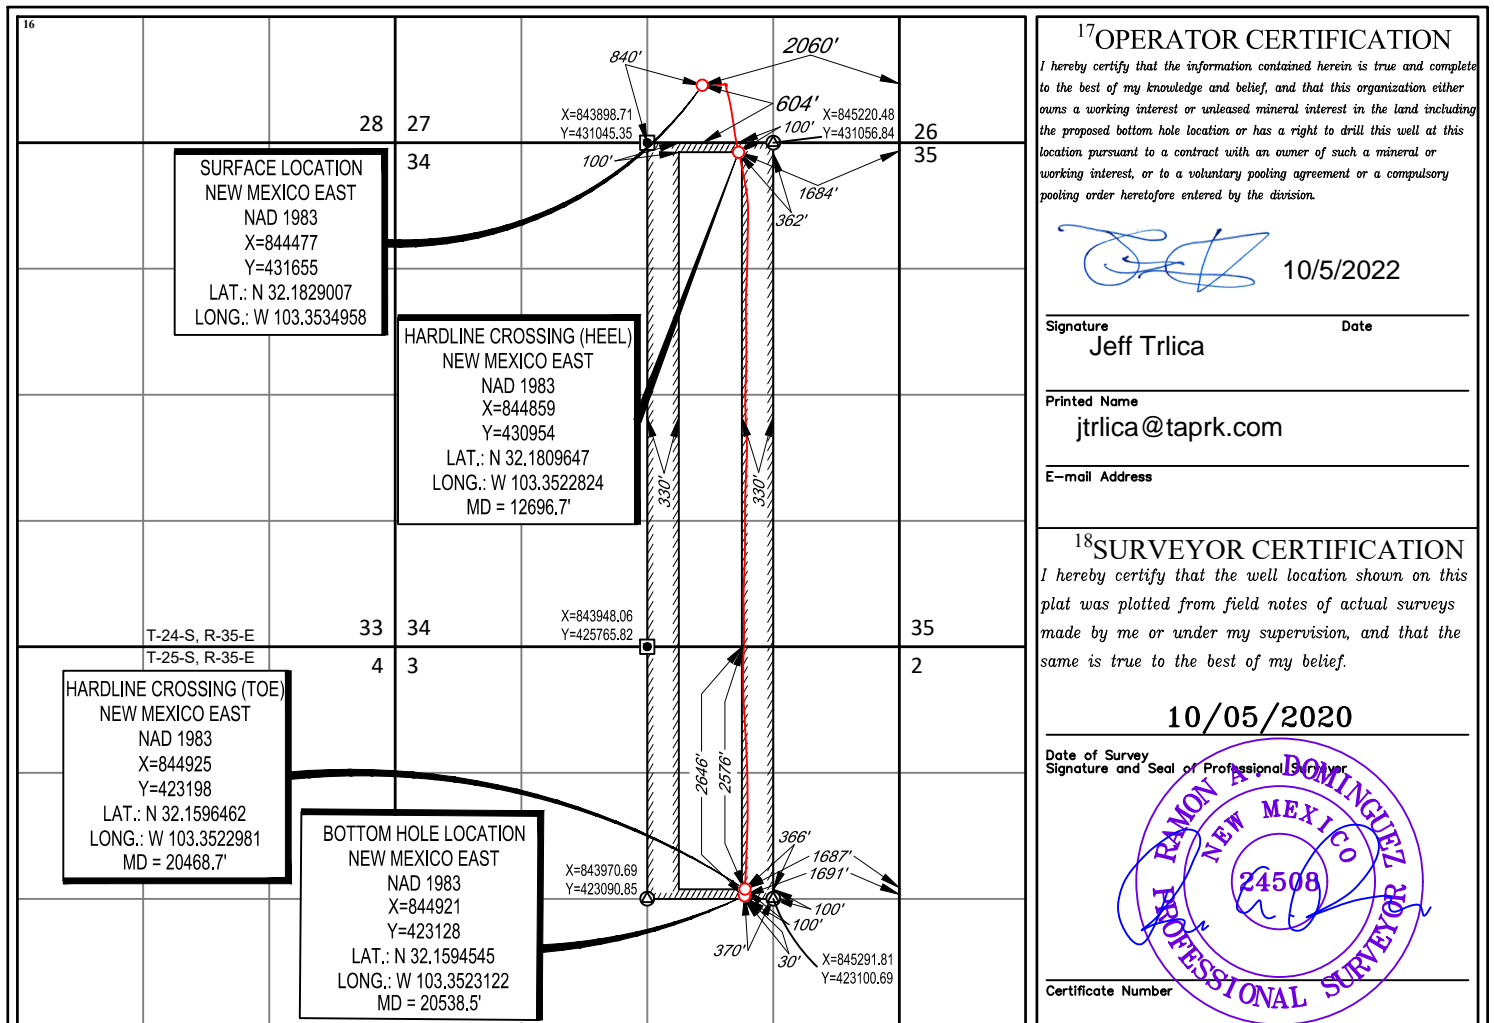 16
840'
2060'
604'
X=843898.71
Y=431045.35
X=845220.48
Y=431056.84
100'
28 27
26
34
35
100'
1684'
362'
SURFACE LOCATION
NEW MEXICO EAST
NAD 1983
X=844477
Y=431655
LAT.: N 32.1829007
LONG.: W 103.3534958
HARDLINE CROSSING (HEEL)
NEW MEXICO EAST
NAD 1983
X=844859
Y=430954
LAT.: N 32.1809647
LONG.: W 103.3522824
MD = 12696.7'
330'
330'
X=843948.06
Y=425765.82
T-24-S, R-35-E
33 34
35
T-25-S, R-35-E
4 3
2
HARDLINE CROSSING (TOE)
NEW MEXICO EAST
NAD 1983
X=844925
Y=423198
LAT.: N 32.1596462
LONG.: W 103.3522981
MD = 20468.7'
2646'
2576'
BOTTOM HOLE LOCATION
NEW MEXICO EAST
NAD 1983
X=844921
Y=423128
LAT.: N 32.1594545
LONG.: W 103.3523122
MD = 20538.5'
X=843970.69
Y=423090.85
366'
1687'
1691'
100'
100'
370'
30'
X=845291.81
Y=423100.69
17 OPERATOR CERTIFICATION
I hereby certify that the information contained herein is true and complete
to the best of my knowledge and belief, and that this organization either
owns a working interest or unleased mineral interest in the land including
the proposed bottom hole location or has a right to drill this well at this
location pursuant to a contract with an owner of such a mineral or
working interest, or to a voluntary pooling agreement or a compulsory
pooling order heretofore entered by the division.
10/5/2022
Signature Date
Jeff Trlica
Printed Name
jtrlica@taprk.com
E-mail Address
18 SURVEYOR CERTIFICATION
I hereby certify that the well location shown on this
plat was plotted from field notes of actual surveys
made by me or under my supervision, and that the
same is true to the best of my belief.
10/05/2020
Date of Survey
Signature and Seal of Professional Surveyor
RAMON A. DOMINGUEZ
NEW MEXICO
24508
PROFESSIONAL SURVEYOR
Certificate Number